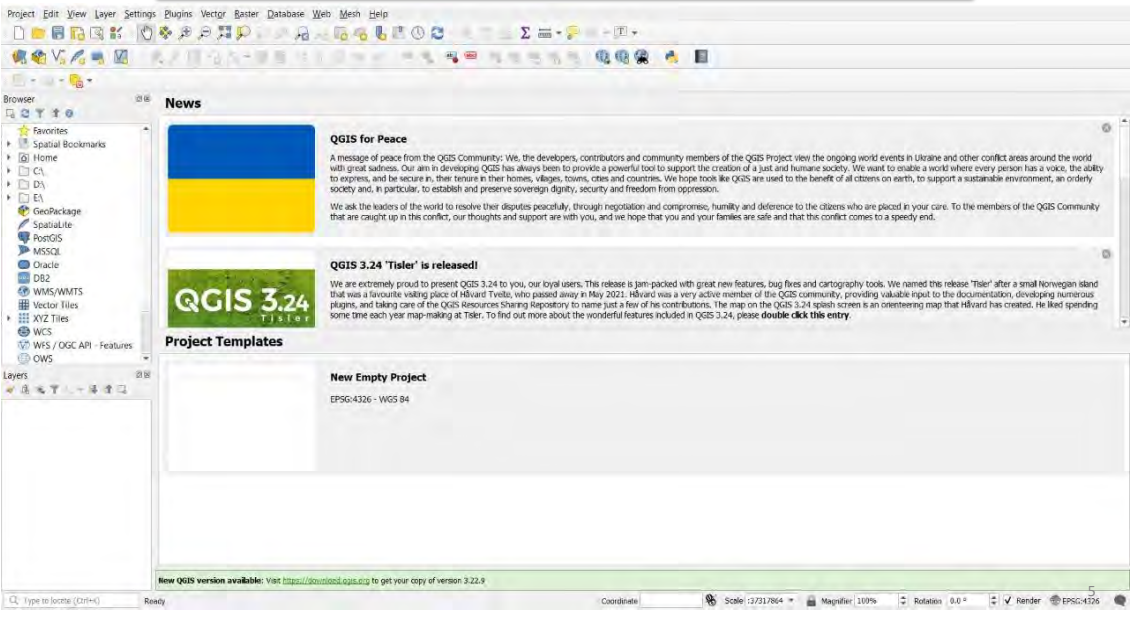 Project Edit View Layer Settings Plugins Vector Raster Database Web Mesh Help
Browser
Favorites
Spatial Bookmarks
Home
C:\
D:\
E:\
GeoPackage
SpatiaLite
PostGIS
MSSQL
Oracle
DB2
WMS/WMTS
Vector Tiles
XYZ Tiles
WCS
WFS / OGC API - Features
OWS
Layers
News
QGIS for Peace
A message of peace from the QGIS Community: We, the developers, contributors and community members of the QGIS Project view the ongoing world events in Ukraine and other conflict areas around the world
with great sadness. Our aim in developing QGIS has always been to provide a powerful tool to support the creation of a just and humane society. We want to enable a world where every person has a voice, the ability
to express, and be secure in, their tenure in their homes, villages, towns, cities and countries. We hope tools like QGIS are used to the benefit of all citizens on earth, to support a sustainable environment, an orderly
society and, in particular, to establish and preserve sovereign dignity, security and freedom from oppression.
We ask the leaders of the world to resolve their disputes peacefully, through negotiation and compromise, humility and deference to the citizens who are placed in your care. To the members of the QGIS Community
that are caught up in this conflict, our thoughts and support are with you, and we hope that you and your families are safe and that this conflict comes to a speedy end.
QGIS 3.24
Tisler
QGIS 3.24 'Tisler' is released!
We are extremely proud to present QGIS 3.24 to you, our loyal users. This release is jam-packed with great new features, bug fixes and cartography tools. We named this release 'Tisler' after a small Norwegian island
that was a favourite visiting place of Håvard Tveite, who passed away in May 2021. Håvard was a very active member of the QGIS community, providing valuable input to the documentation, developing numerous
plugins, and taking care of the QGIS Resources Sharing Repository to name just a few of his contributions. The map on the QGIS 3.24 splash screen is an orienteering map that Håvard has created. He liked spending
some time each year map-making at Tisler. To find out more about the wonderful features included in QGIS 3.24, please double click this entry.
Project Templates
New Empty Project
EPSG:4326 - WGS 84
New QGIS version available: Visit https://download.qgis.org to get your copy of version 3.22.9
5
Type to locate (Ctrl+K) Ready Coordinate Scale :37317864 Magnifier 100% Rotation 0.0 ° Render EPSG:4326